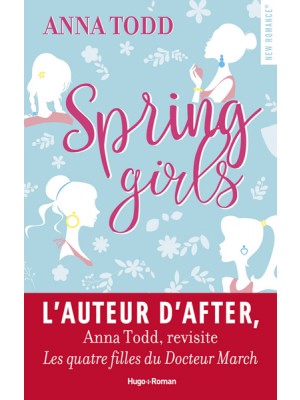 ANNA TODD
NEW ROMANCE®
Spring
girls
L'AUTEUR D'AFTER,
Anna Todd, revisite
Les quatre filles du Docteur March
Hugo Roman